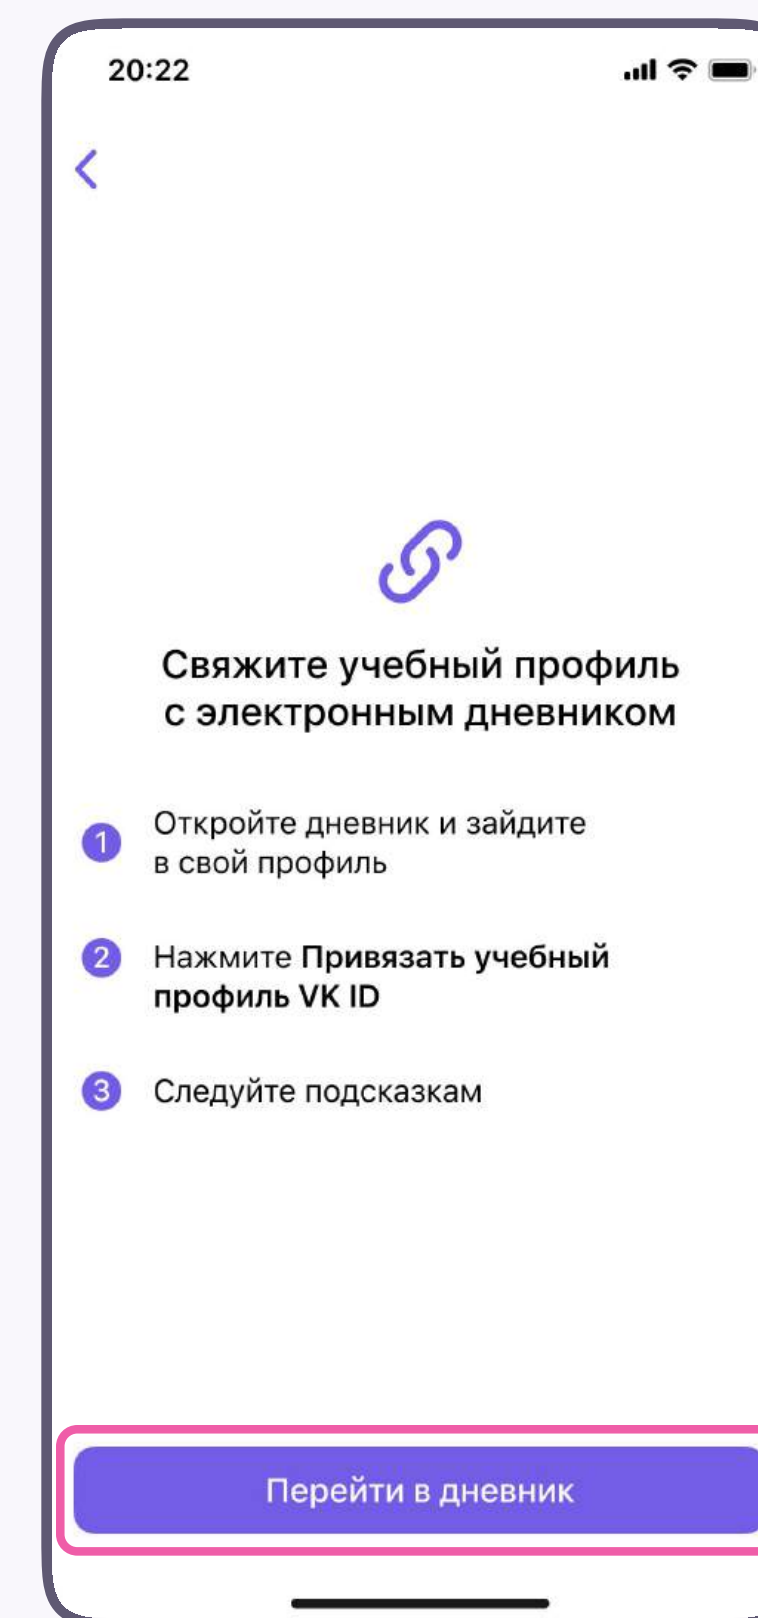 20:22
Свяжите учебный профиль
с электронным дневником
1 Откройте дневник и зайдите
в свой профиль
2 Нажмите Привязать учебный
профиль VK ID
3 Следуйте подсказкам
Перейти в дневник